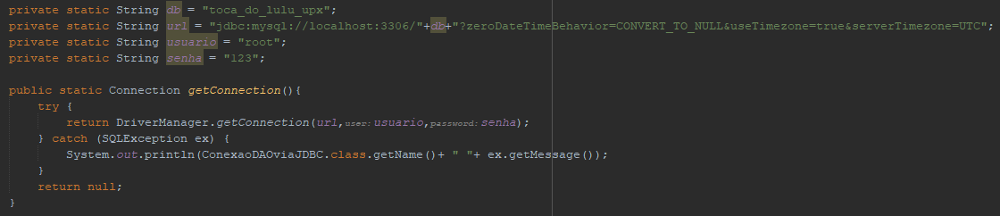 private static String db = "toca_do_lulu_upx";
private static String url = "jdbc:mysql://localhost:3306/"+db+"?zeroDateTimeBehavior=CONVERT_TO_NULL&useTimezone=true&serverTimezone=UTC";
private static String usuario = "root";
private static String senha = "123";
public static Connection getConnection(){
try {
return DriverManager.getConnection(url,user:usuario,password:senha);
} catch (SQLException ex) {
System.out.println(ConexaoDAOviaJDBC.class.getName()+ " "+ ex.getMessage());
}
return null;
}